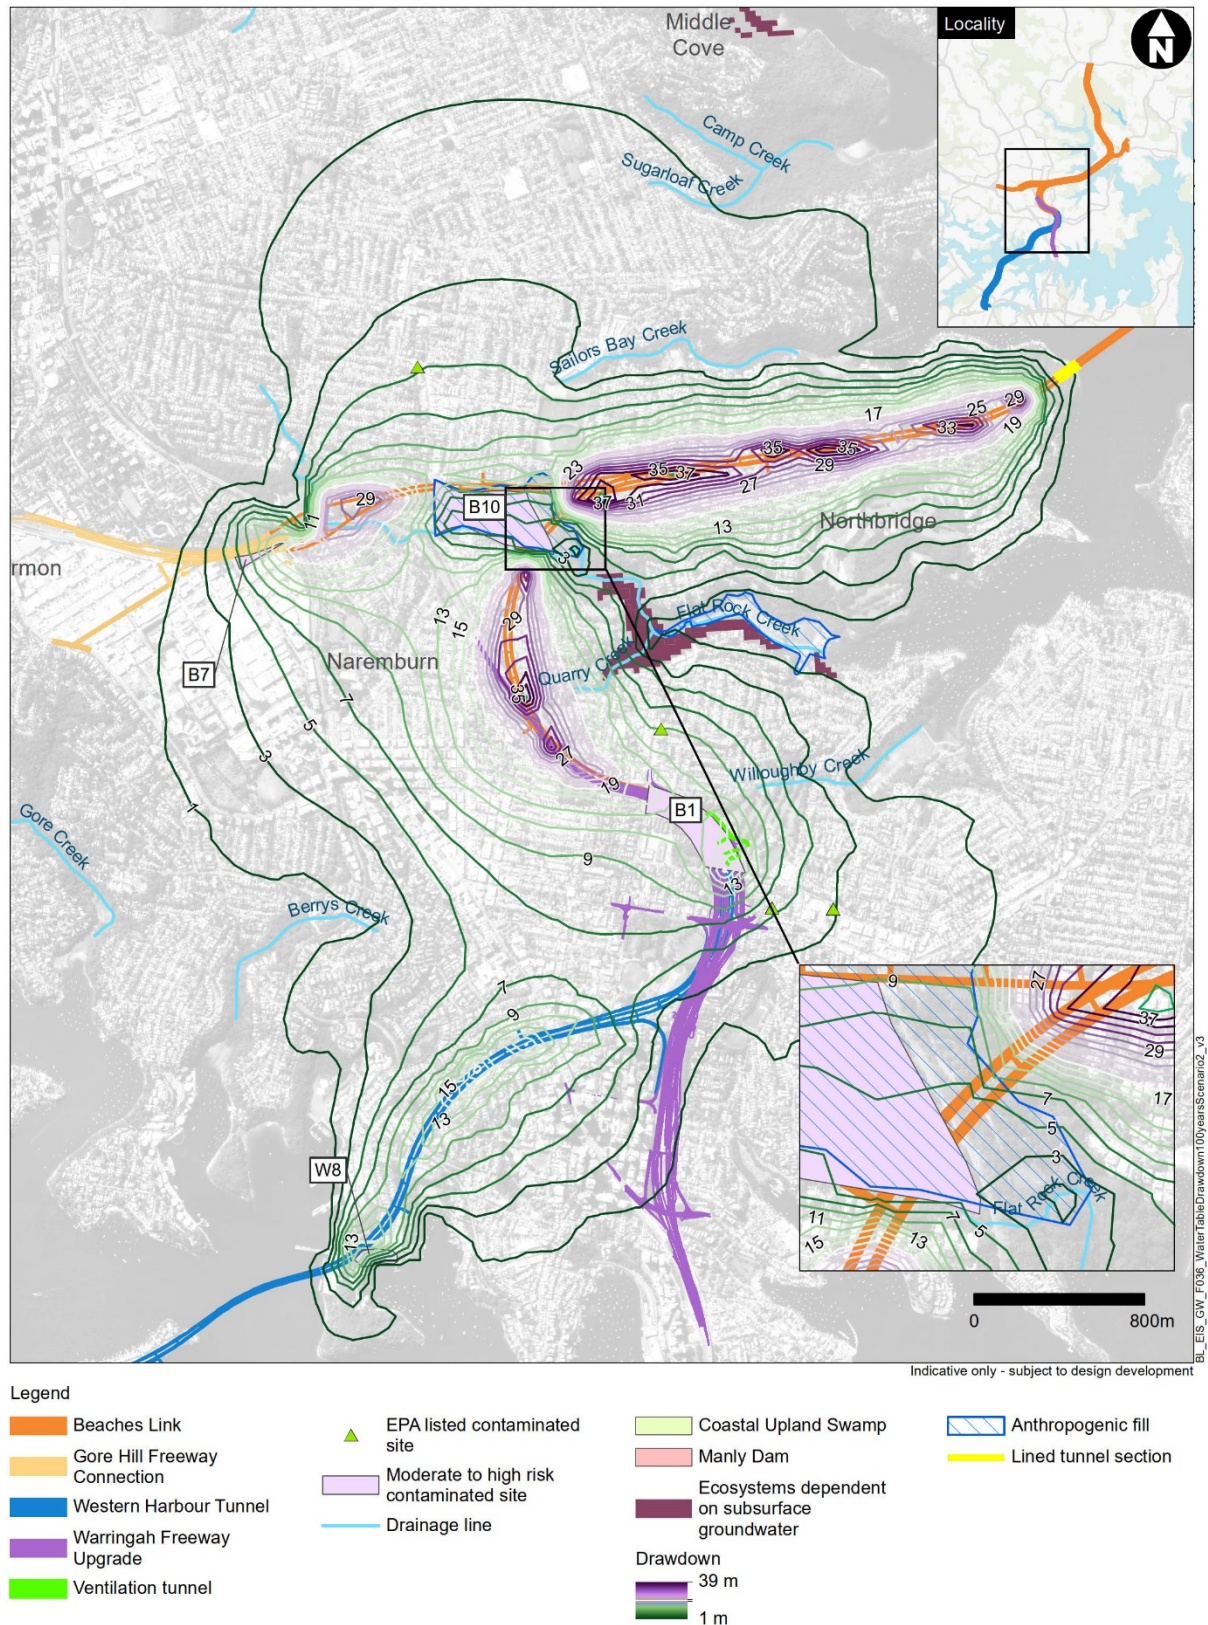 Middle
Cove
Locality
N
Camp Creek
Sugarloaf Creek
Sailors Bay Creek
29
25
17
33
19
35
35
29
23
35
37
27
37
31
29
11
B10
13
Northbridge
3
rmon
13
15
29
Flat Rock Creek
B7
Naremburn
Quarry Creek
7
35
5
27
3
19
Willoughby Creek
1
B1
Gore Creek
9
13
Berrys Creek
7
9
15
13
W8
13
9
27
37
29
7
17
5
3
Flat Rock Creek
7
5
11
15
13
0
800m
BL_EIS_GW_F036_WaterTableDrawdown100yearsScenario2_v3
Indicative only - subject to design development
Legend
Beaches Link
Gore Hill Freeway
Connection
Western Harbour Tunnel
Warringah Freeway
Upgrade
Ventilation tunnel
EPA listed contaminated
site
Moderate to high risk
contaminated site
Drainage line
Coastal Upland Swamp
Manly Dam
Ecosystems dependent
on subsurface
groundwater
Drawdown
39 m
1 m
Anthropogenic fill
Lined tunnel section